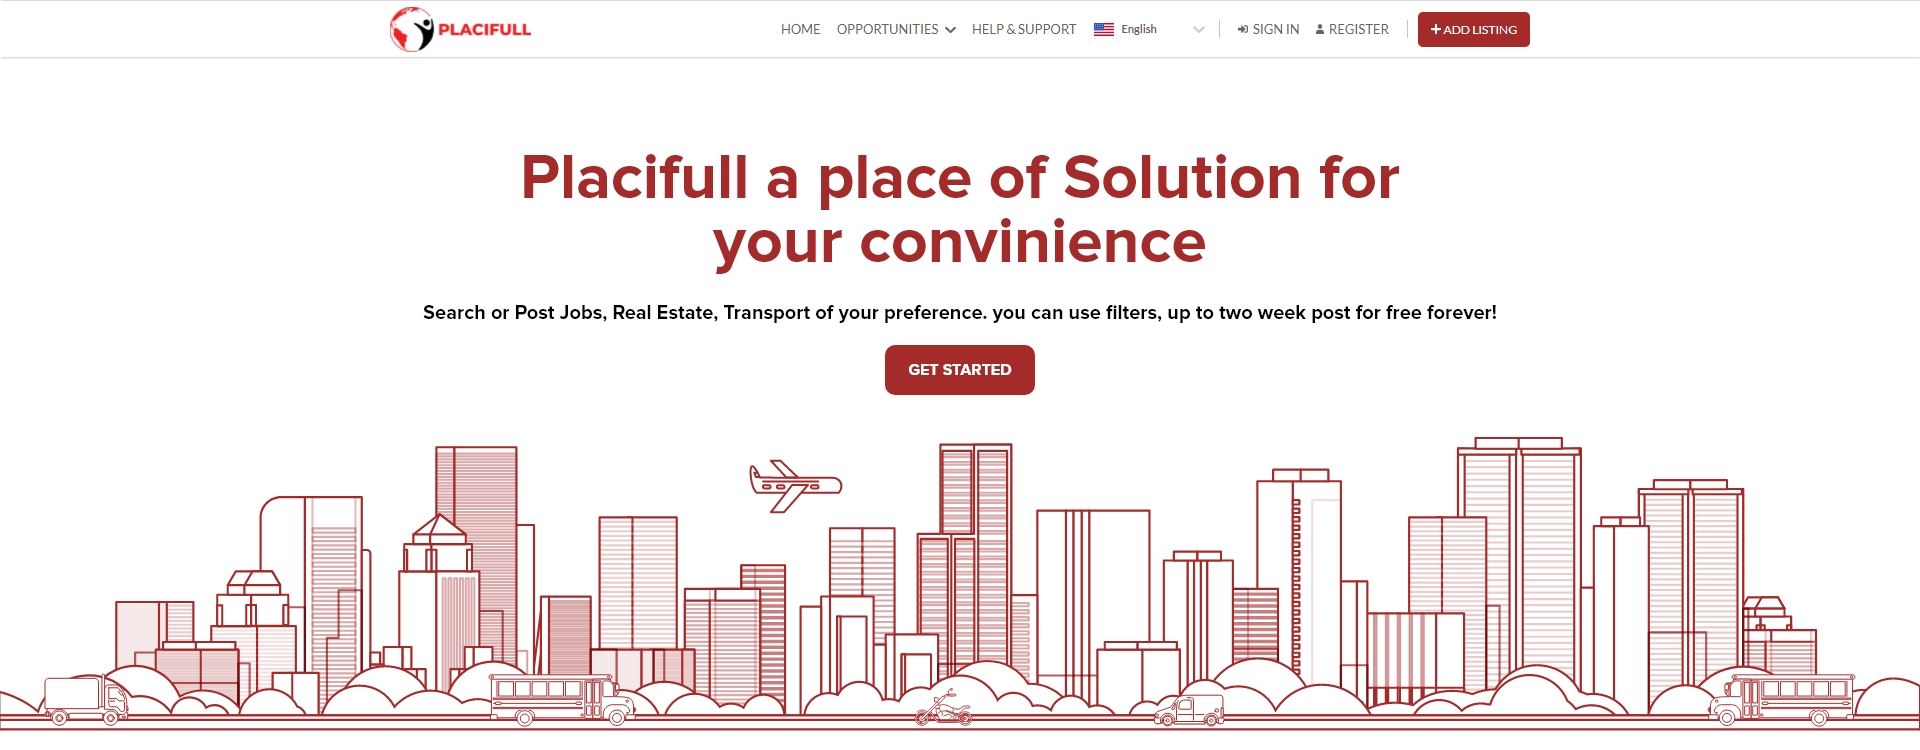 PLACIFULL
HOME OPPORTUNITIES HELP & SUPPORT English SIGN IN REGISTER ADD LISTING
Placifull a place of Solution for
your convinience
Search or Post Jobs, Real Estate, Transport of your preference. you can use filters, up to two week post for free forever!
GET STARTED